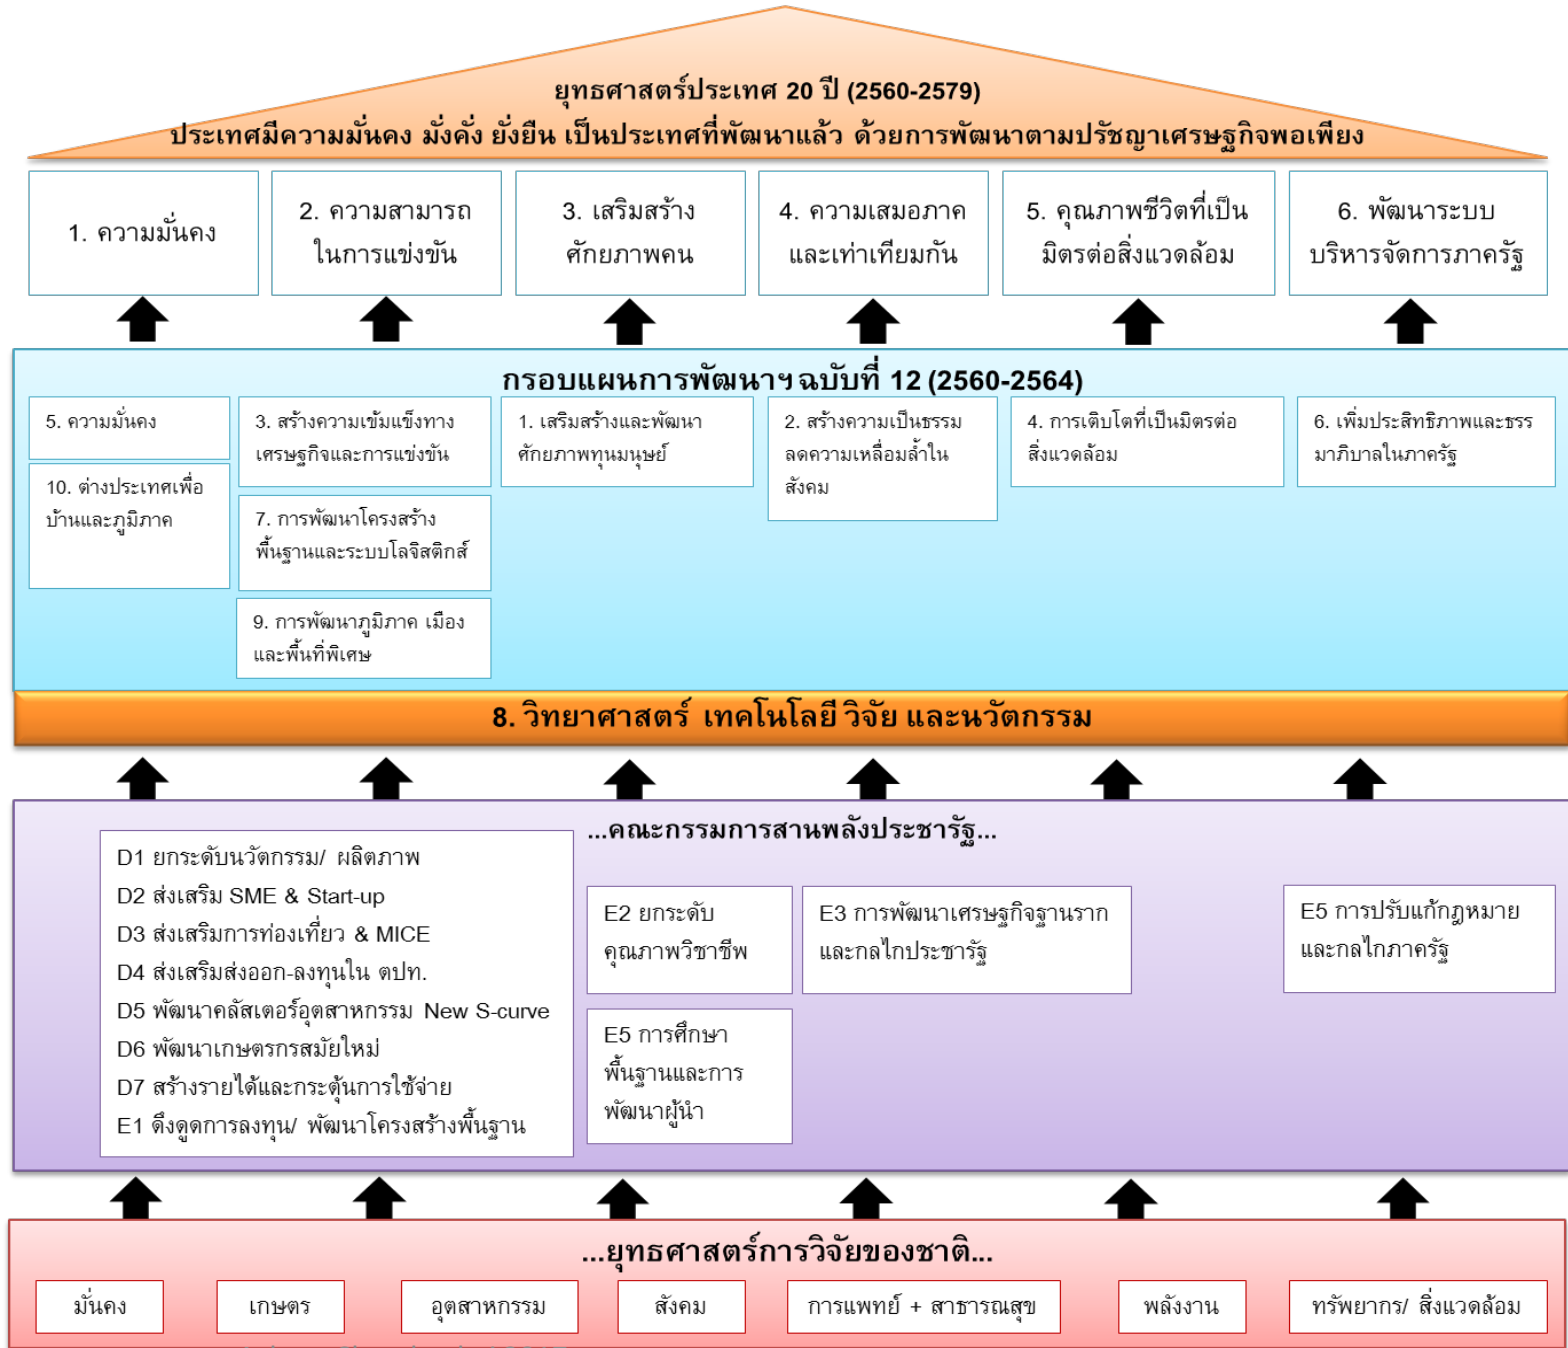 ยุทธศาสตร์ประเทศ 20 ปี (2560-2579)
ประเทศมีความมั่นคง มั่งคั่ง ยั่งยืน เป็นประเทศที่พัฒนาแล้ว ด้วยการพัฒนาตามปรัชญาเศรษฐกิจพอเพียง
1. ความมั่นคง
2. ความสามารถ
ในการแข่งขัน
3. เสริมสร้าง
ศักยภาพคน
4. ความเสมอภาค
และเท่าเทียมกัน
5. คุณภาพชีวิตที่เป็น
มิตรต่อสิ่งแวดล้อม
6. พัฒนาระบบ
บริหารจัดการภาครัฐ
กรอบแผนการพัฒนาฯ ฉบับที่ 12 (2560-2564)
5. ความมั่นคง
10. ต่างประเทศเพื่อ
บ้านและภูมิภาค
3. สร้างความเข้มแข็งทาง
เศรษฐกิจและการแข่งขัน
7. การพัฒนาโครงสร้าง
พื้นฐานและระบบโลจิสติกส์
9. การพัฒนาภูมิภาค เมือง
และพื้นที่พิเศษ
1. เสริมสร้างและพัฒนา
ศักยภาพทุนมนุษย์
2. สร้างความเป็นธรรม
ลดความเหลื่อมล้ำใน
สังคม
4. การเติบโตที่เป็นมิตรต่อ
สิ่งแวดล้อม
6. เพิ่มประสิทธิภาพและธรร
มาภิบาลในภาครัฐ
8. วิทยาศาสตร์ เทคโนโลยี วิจัย และนวัตกรรม
...คณะกรรมการสานพลังประชารัฐ...
D1 ยกระดับนวัตกรรม/ ผลิตภาพ
D2 ส่งเสริม SME & Start-up
D3 ส่งเสริมการท่องเที่ยว & MICE
D4 ส่งเสริมส่งออก-ลงทุนใน ตปท.
D5 พัฒนาคลัสเตอร์อุตสาหกรรม New S-curve
D6 พัฒนาเกษตรกรสมัยใหม่
D7 สร้างรายได้และกระตุ้นการใช้จ่าย
E1 ดึงดูดการลงทุน/ พัฒนาโครงสร้างพื้นฐาน
E2 ยกระดับ
คุณภาพวิชาชีพ
E5 การศึกษา
พื้นฐานและการ
พัฒนาผู้นำ
E3 การพัฒนาเศรษฐกิจฐานราก
และกลไกประชารัฐ
E5 การปรับแก้กฎหมาย
และกลไกภาครัฐ
...ยุทธศาสตร์การวิจัยของชาติ...
มั่นคง
เกษตร
อุตสาหกรรม
สังคม
การแพทย์ + สาธารณสุข
พลังงาน
ทรัพยากร/ สิ่งแวดล้อม